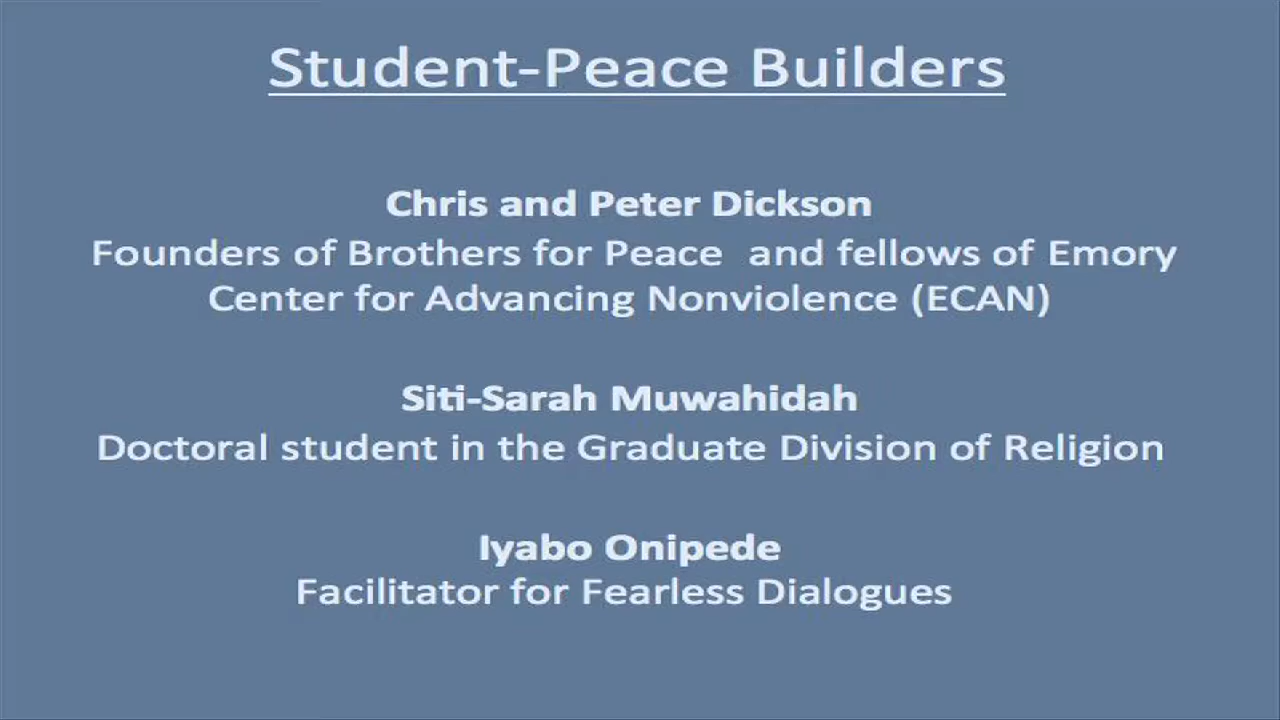 Student-Peace Builders
Chris and Peter Dickson
Founders of Brothers for Peace and fellows of Emory
Center for Advancing Nonviolence (ECAN)
Siti-Sarah Muwahidah
Doctoral student in the Graduate Division of Religion
Iyabo Onipede
Facilitator for Fearless Dialogues